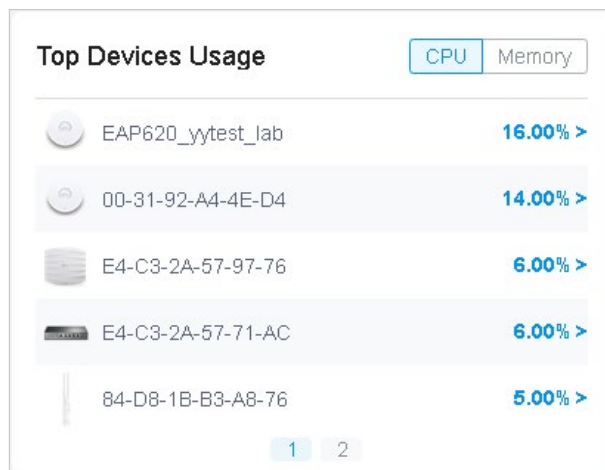 Top Devices Usage CPU Memory
EAP620_yytest_lab 16.00% >
00-31-92-A4-4E-D4 14.00% >
E4-C3-2A-57-97-76 6.00% >
E4-C3-2A-57-71-AC 6.00% >
84-D8-1B-B3-A8-76 5.00% >
1 2